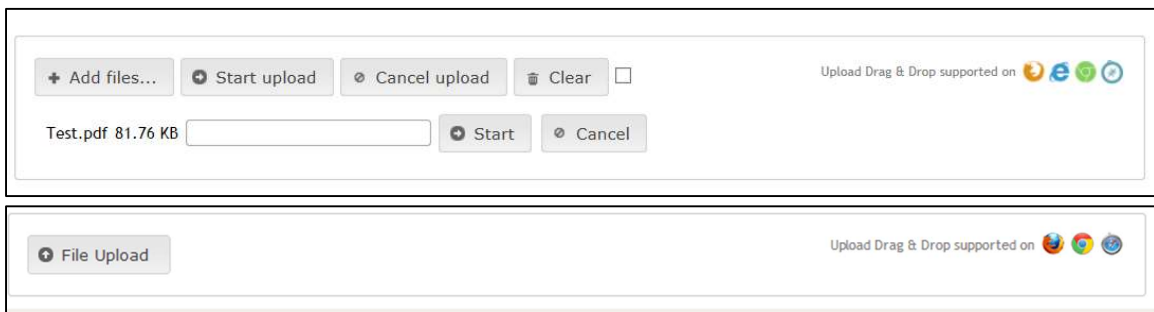 Add files... Start upload Cancel upload Clear Upload Drag & Drop supported on
Test.pdf 81.76 KB Start Cancel
File Upload Upload Drag & Drop supported on